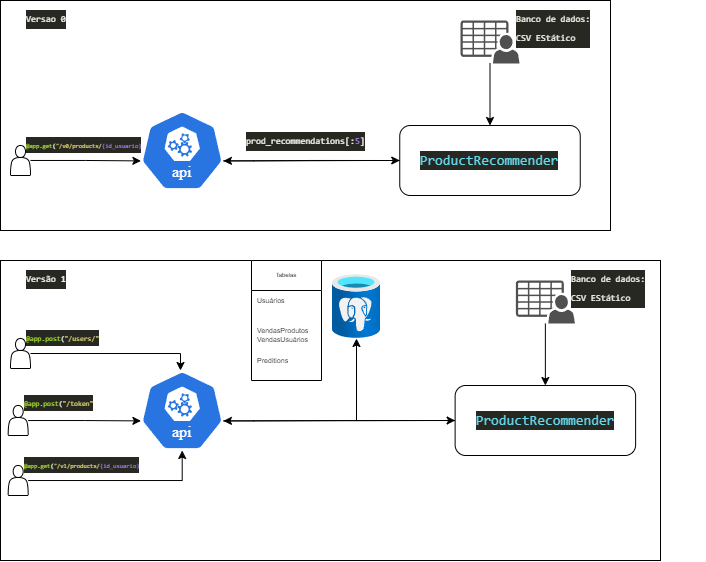 Versao 0
Banco de dados:
CSV EStático
@app.get("/v0/products/{id_usuario}
prod_recommendations[:5]
api
ProductRecommender
Versão 1
Tabelas
Usuários
VendasProdutos
VendasUsuários
Preditions
Banco de dados:
CSV EStático
@app.post("/users/"
@app.post("/token"
api
ProductRecommender
@app.get("/v1/products/{id_usuario}